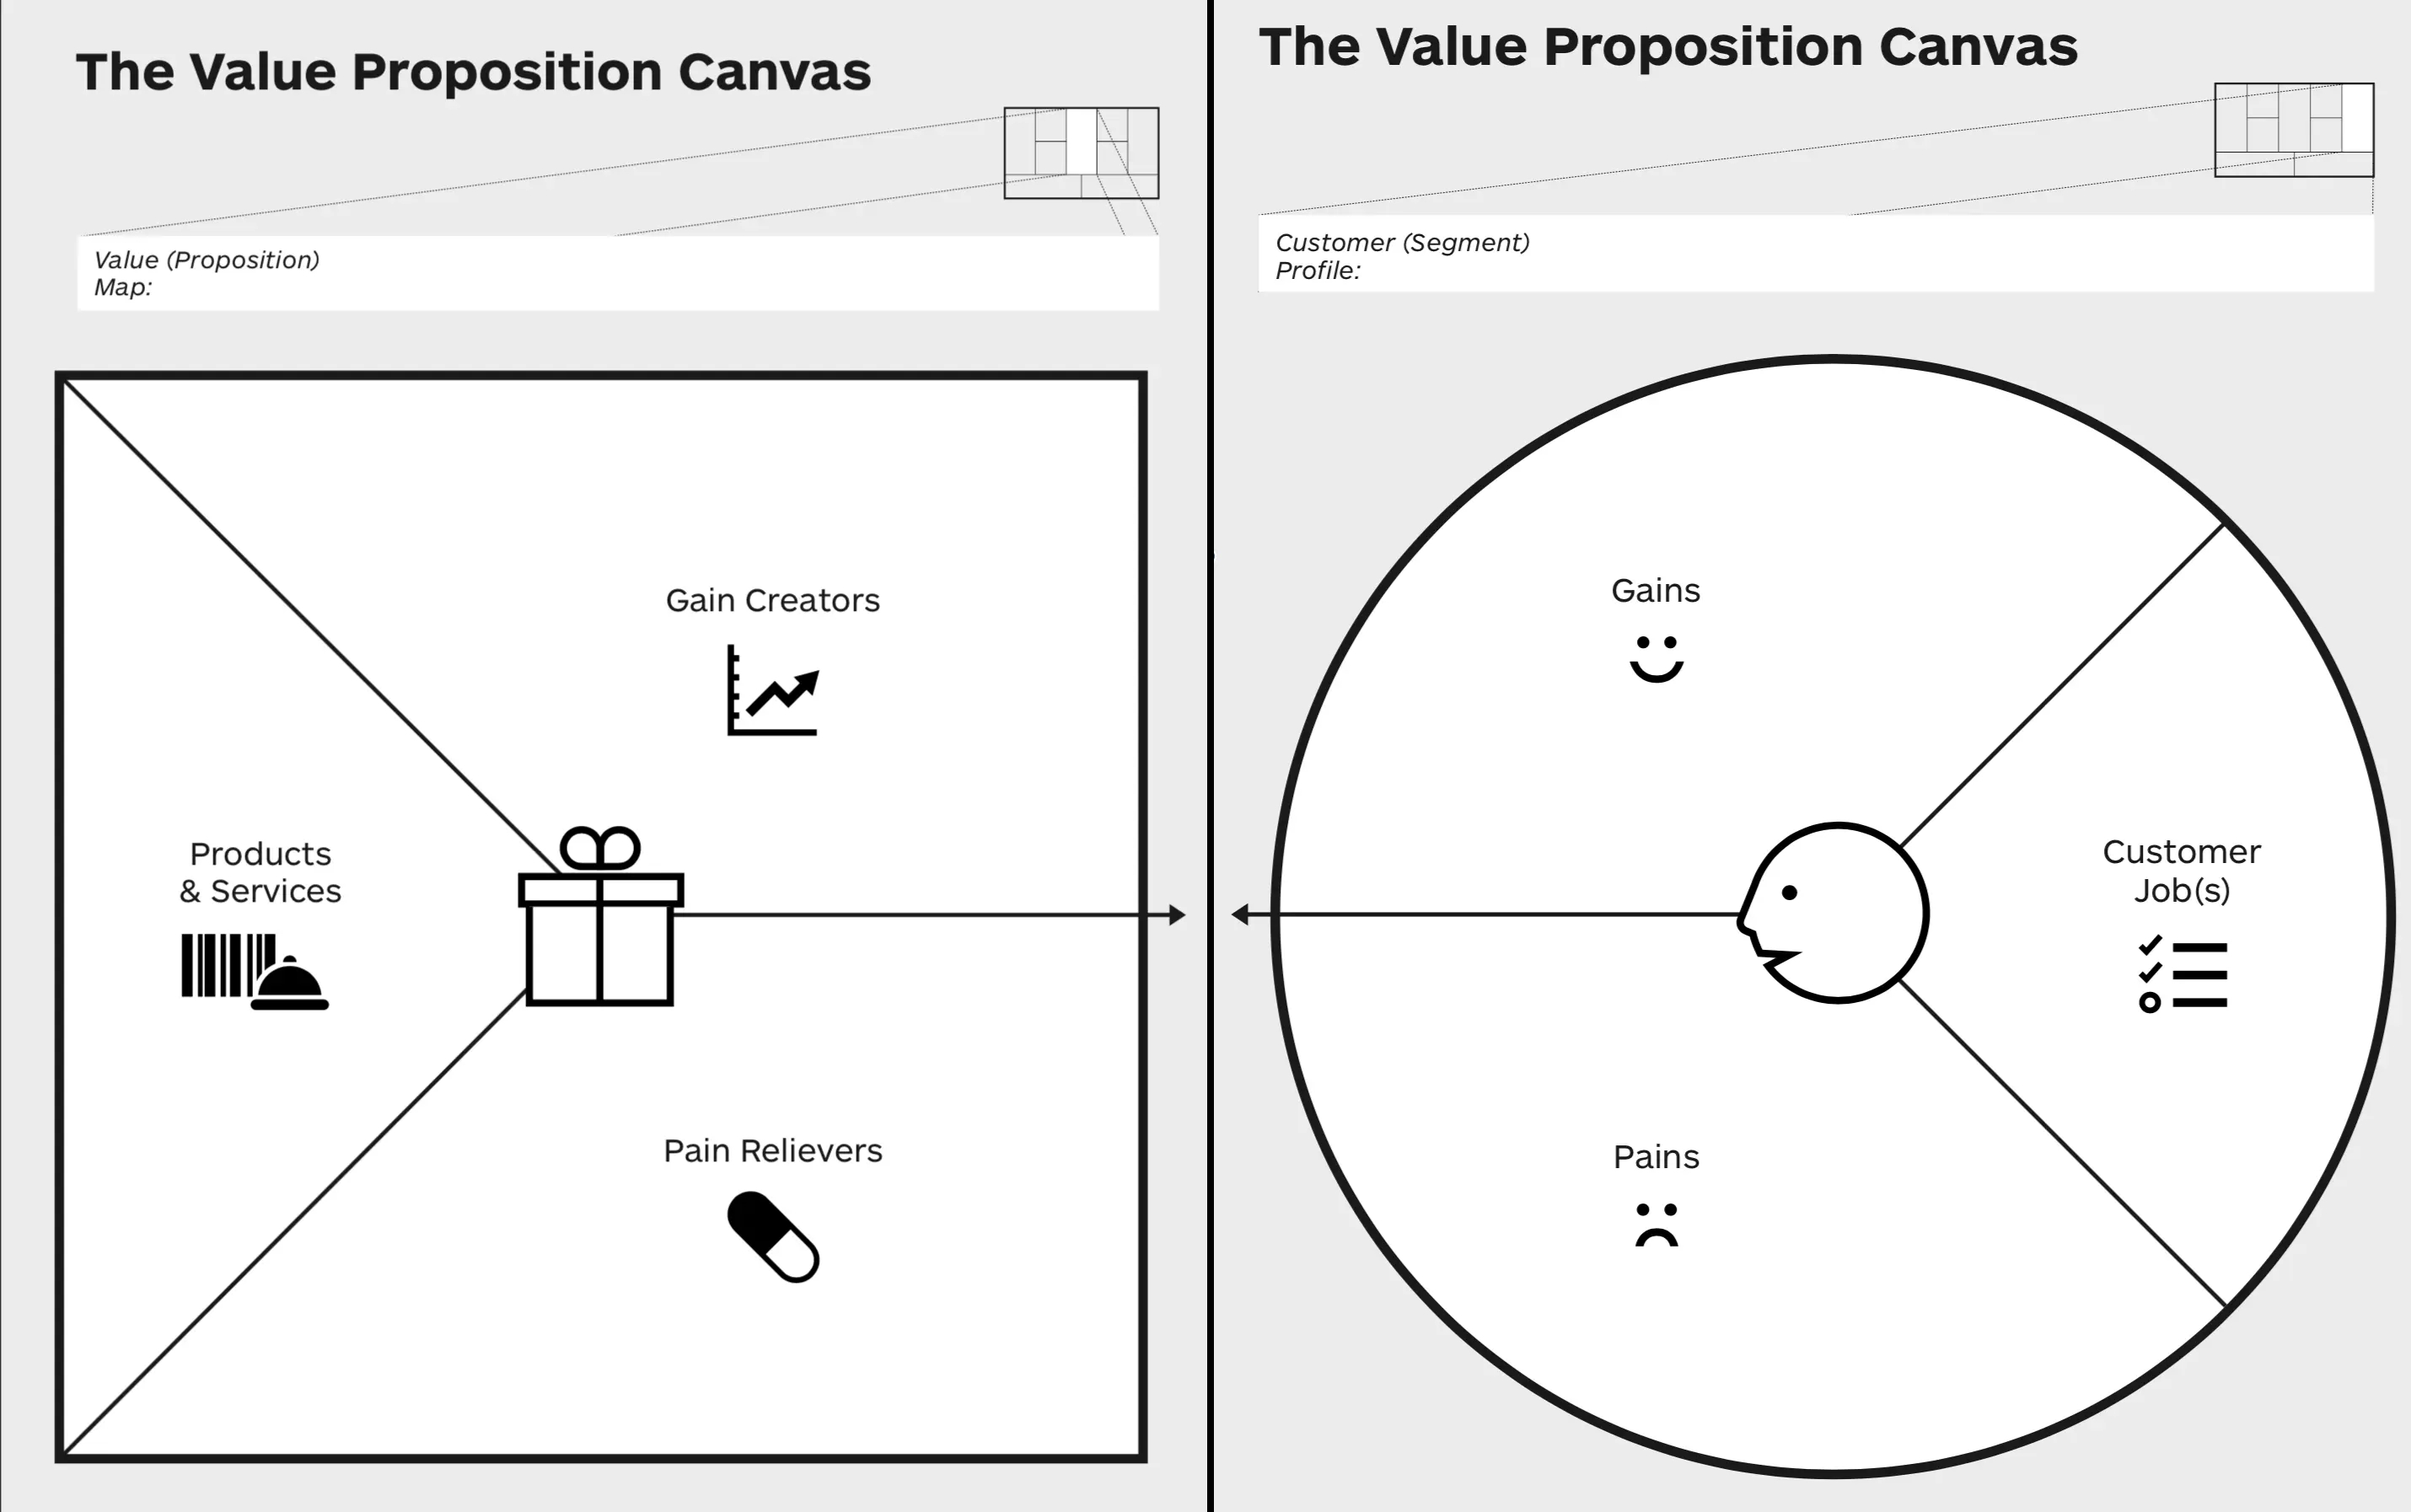 The Value Proposition Canvas
Value (Proposition)
Map:
Gain Creators
Products
& Services
Pain Relievers
The Value Proposition Canvas
Customer (Segment)
Profile:
Gains
Customer
Job(s)
Pains